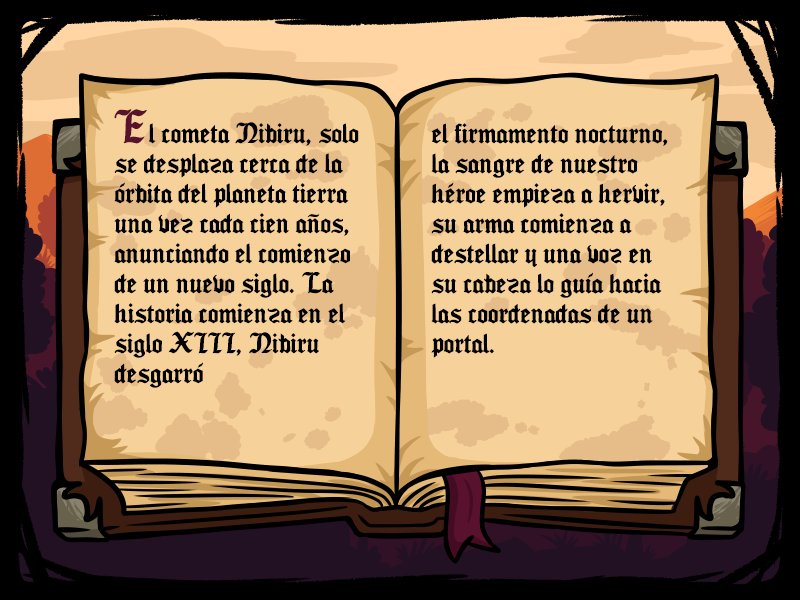 El cometa Nibiru, solo
se desplaza cerca de la
órbita del planeta tierra
una vez cada cien años,
anunciando el comienzo
de un nuevo siglo. La
historia comienza en el
siglo XIII, Nibiru
desgarró
el firmamento nocturno,
la sangre de nuestro
héroe empieza a hervir,
su arma comienza a
destellar y una voz en
su cabeza lo guía hacia
las coordenadas de un
portal.